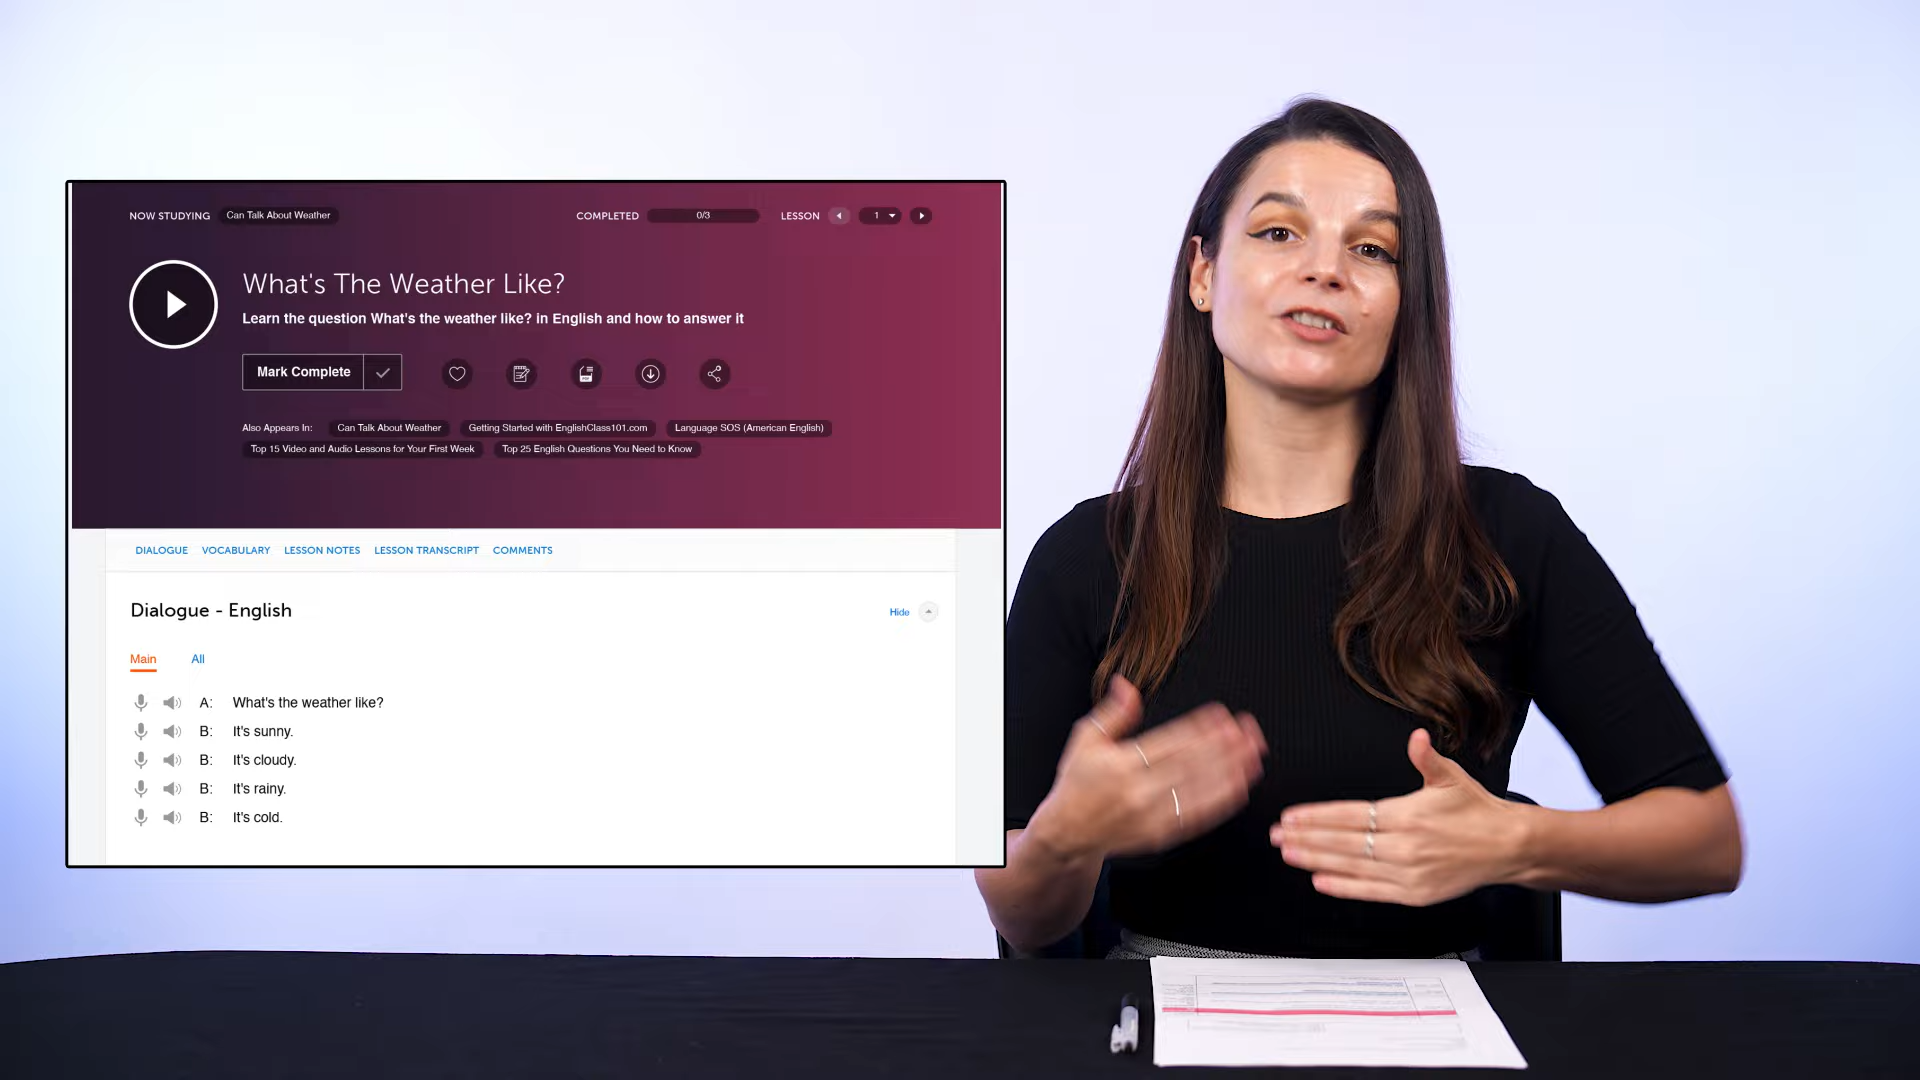 NOW STUDYING Can Talk About Weather COMPLETED 0/3 LESSON 1
What's The Weather Like?
Learn the question What's the weather like? in English and how to answer it
Mark Complete
Also Appears In: Can Talk About Weather Getting Started with EnglishClass101.com Language SOS (American English)
Top 15 Video and Audio Lessons for Your First Week Top 25 English Questions You Need to Know
DIALOGUE VOCABULARY LESSON NOTES LESSON TRANSCRIPT COMMENTS
Dialogue - English Hide
Main All
A: What's the weather like?
B: It's sunny.
B: It's cloudy.
B: It's rainy.
B: It's cold.